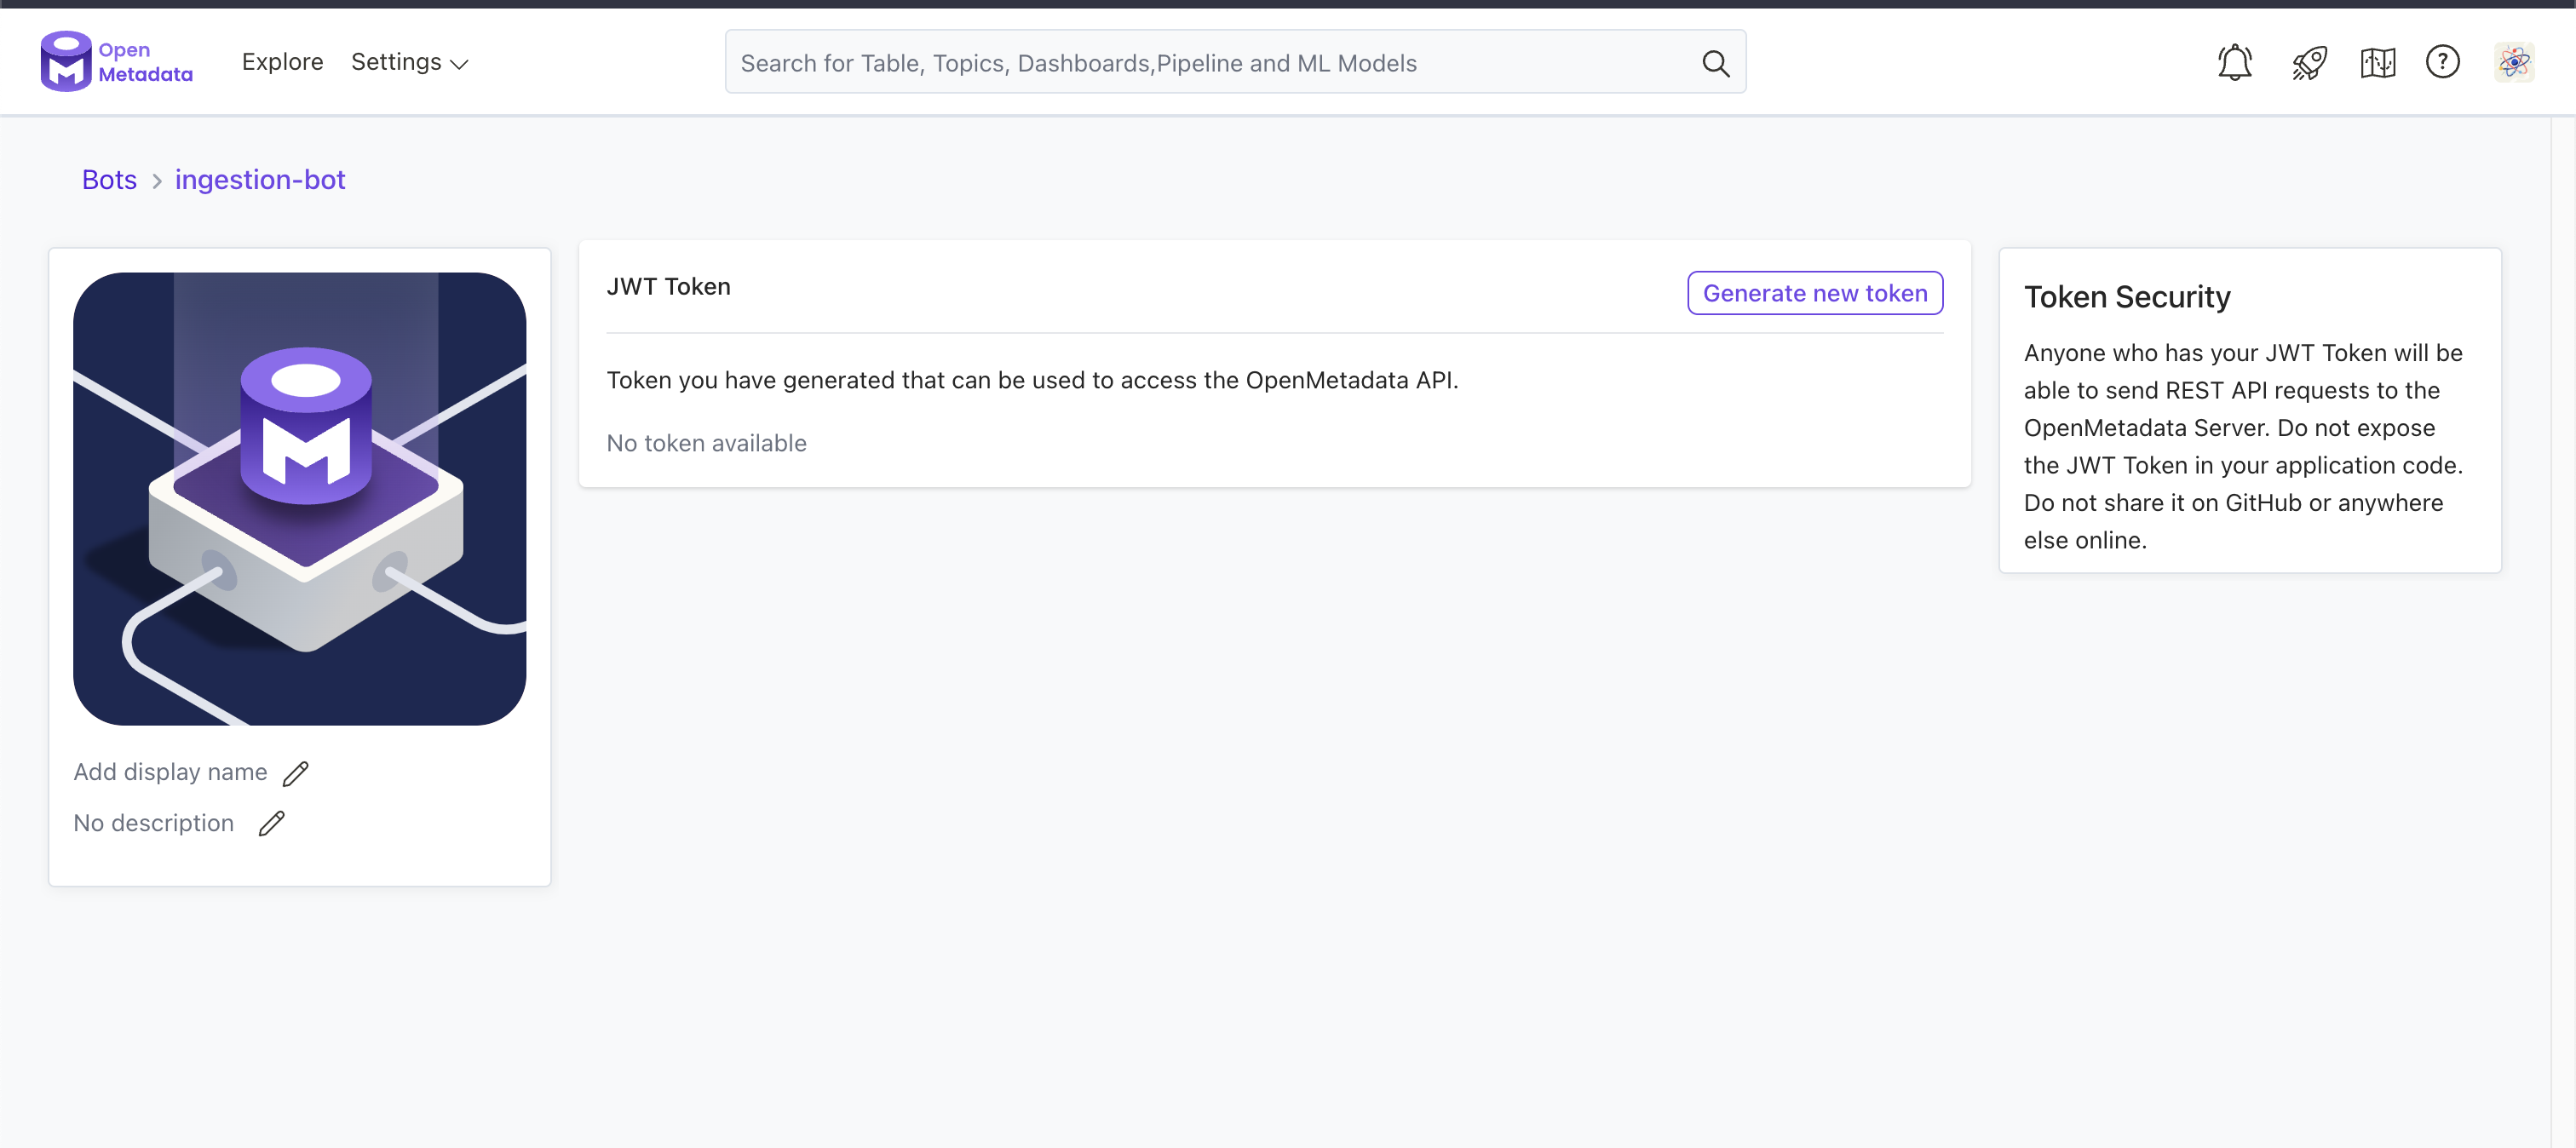 Open
Metadata
Explore Settings
Search for Table, Topics, Dashboards,Pipeline and ML Models
?
Bots > ingestion-bot
M
Add display name
No description
JWT Token
Generate new token
Token you have generated that can be used to access the OpenMetadata API.
No token available
Token Security
Anyone who has your JWT Token will be
able to send REST API requests to the
OpenMetadata Server. Do not expose
the JWT Token in your application code.
Do not share it on GitHub or anywhere
else online.